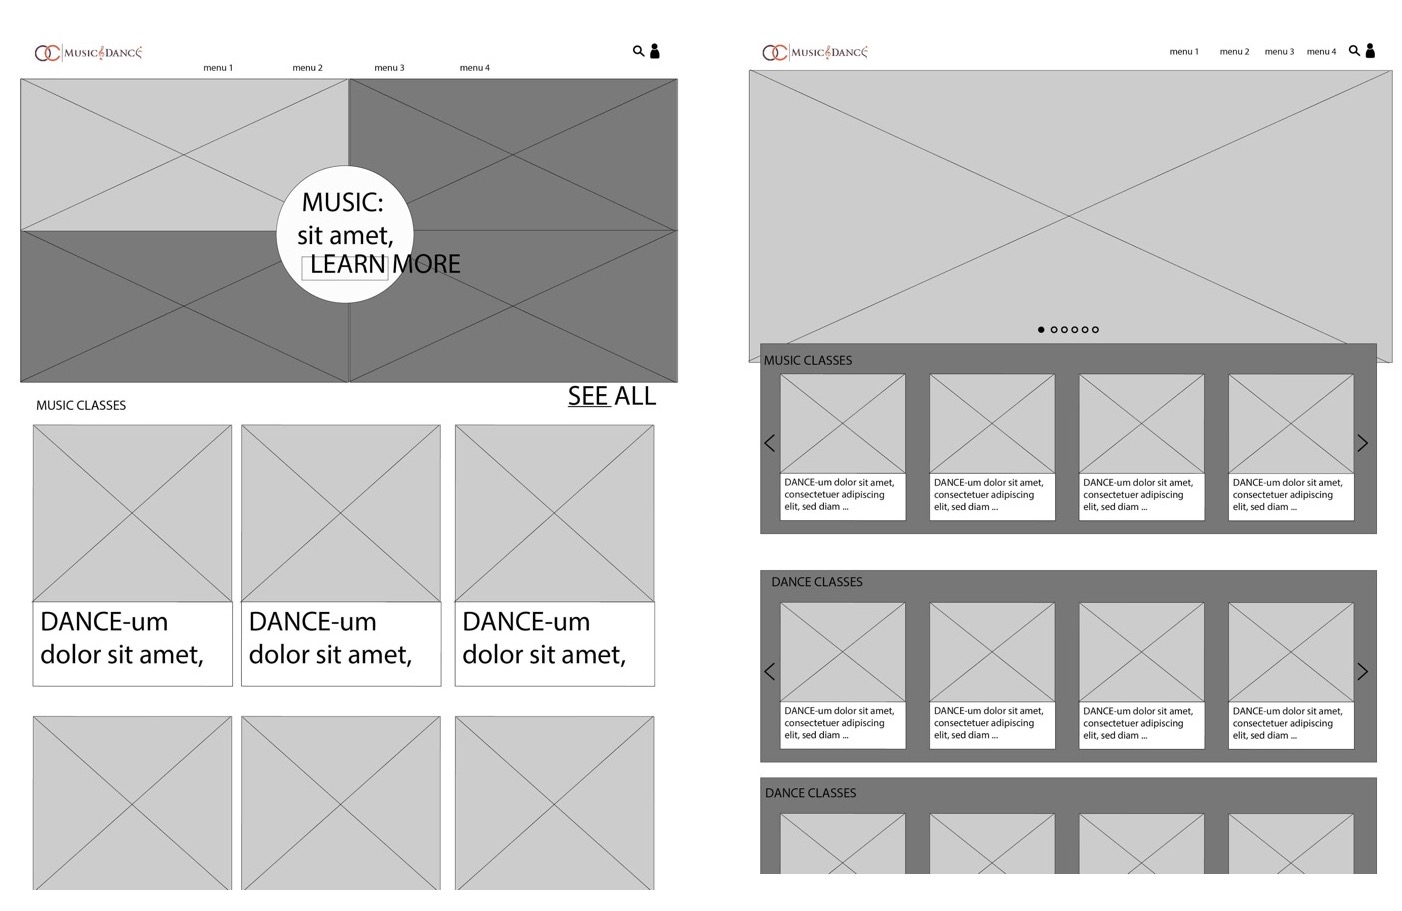 OC MUSIC DANCE
menu 1 menu 2 menu 3 menu 4
MUSIC:
sit amet,
LEARN MORE
SEE ALL
MUSIC CLASSES
DANCE-um
dolor sit amet,
DANCE-um
dolor sit amet,
DANCE-um
dolor sit amet,
OC MUSIC DANCE
menu 1 menu 2 menu 3 menu 4
MUSIC CLASSES
DANCE-um dolor sit amet,
consectetuer adipiscing
elit, sed diam ...
DANCE-um dolor sit amet,
consectetuer adipiscing
elit, sed diam ...
DANCE-um dolor sit amet,
consectetuer adipiscing
elit, sed diam ...
DANCE-um dolor sit amet,
consectetuer adipiscing
elit, sed diam ...
DANCE CLASSES
DANCE-um dolor sit amet,
consectetuer adipiscing
elit, sed diam ...
DANCE-um dolor sit amet,
consectetuer adipiscing
elit, sed diam ...
DANCE-um dolor sit amet,
consectetuer adipiscing
elit, sed diam ...
DANCE-um dolor sit amet,
consectetuer adipiscing
elit, sed diam ...
DANCE CLASSES